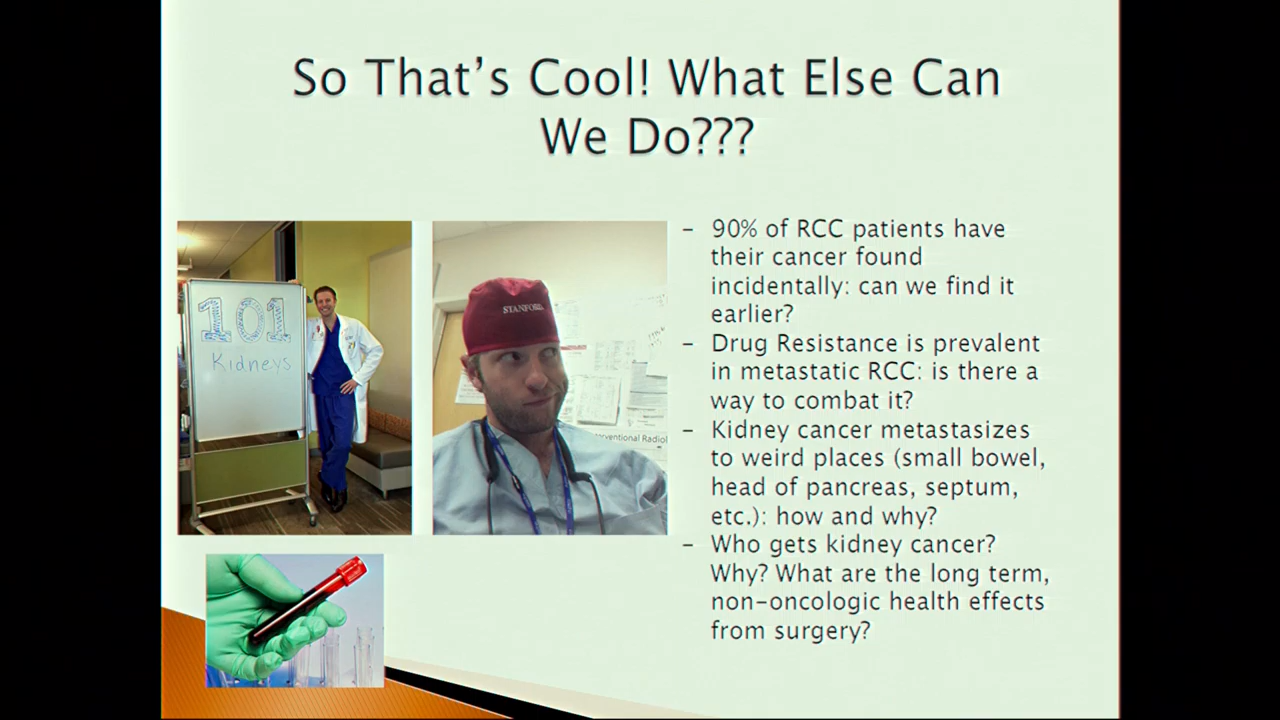 So That's Cool! What Else Can
We Do???
101
Kidneys
STANFORD
- 90% of RCC patients have
their cancer found
incidentally: can we find it
earlier?
- Drug Resistance is prevalent
in metastatic RCC: is there a
way to combat it?
- Kidney cancer metastasizes
to weird places (small bowel,
head of pancreas, septum,
etc.): how and why?
- Who gets kidney cancer?
Why? What are the long term,
non-oncologic health effects
from surgery?